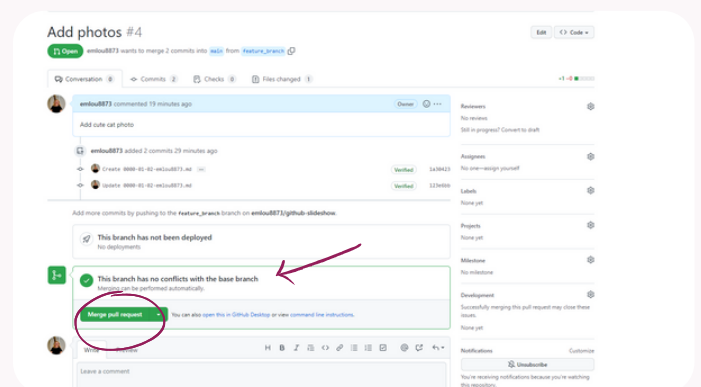 Add photos #4
Edit
<> Code
Open
emlou8873 wants to merge 2 commits into main from feature_branch
Conversation 0
Commits 2
Checks 0
Files changed 1
+1 −0
emlou8873 commented 19 minutes ago
Owner
Add cute cat photo
emlou8873 added 2 commits 29 minutes ago
Create 0000-01-02-emlou8873.md
Verified
Update 0000-01-02-emlou8873.md
Verified
Add more commits by pushing to the feature_branch branch on emlou8873/github-slideshow.
This branch has not been deployed
No deployments
This branch has no conflicts with the base branch
Merging can be performed automatically.
Merge pull request
You can also open this in GitHub Desktop or view command line instructions.
Write
Preview
H B I
Leave a comment
Reviewers
No reviews
Still in progress? Convert to draft
Assignees
No one—assign yourself
Labels
None yet
Projects
None yet
Milestone
No milestone
Development
Successfully merging this pull request may close these
issues.
None yet
Notifications
Customize
Unsubscribe
You're receiving notifications because you're watching
this repository.